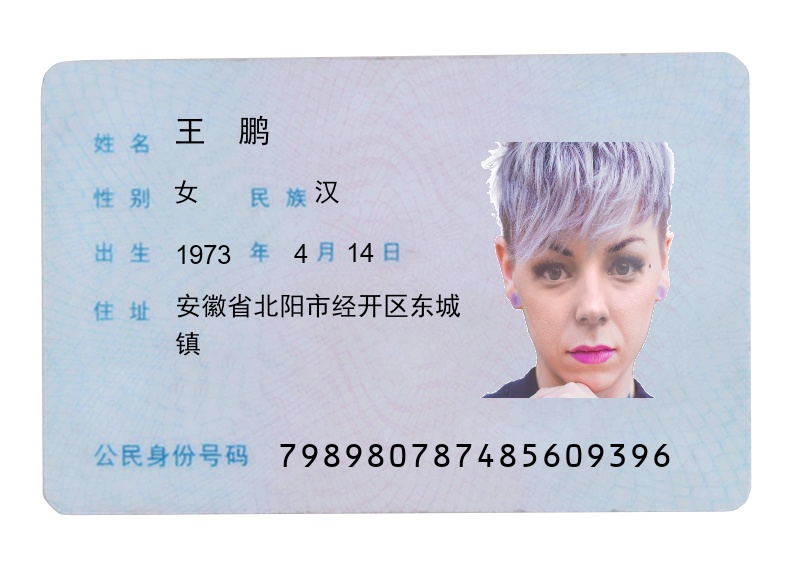 姓名 王 鹏
性别 女 民族 汉
出生 1973 年 4 月 14 日
住址 安徽省北阳市经开区东城
镇
公民身份号码 798980787485609396